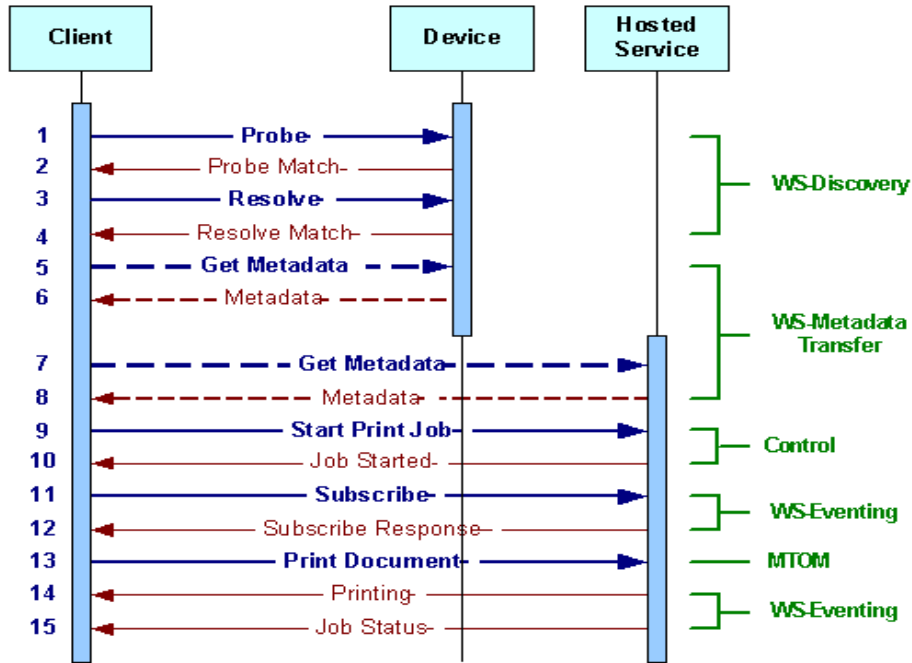 Client
Device
Hosted
Service
1 Probe
2 Probe Match
3 Resolve
WS-Discovery
4 Resolve Match
5 Get Metadata
6 Metadata
WS-Metadata
Transfer
7 Get Metadata
8 Metadata
9 Start Print Job
Control
10 Job Started
11 Subscribe
WS-Eventing
12 Subscribe Response
13 Print Document MTOM
14 Printing
WS-Eventing
15 Job Status